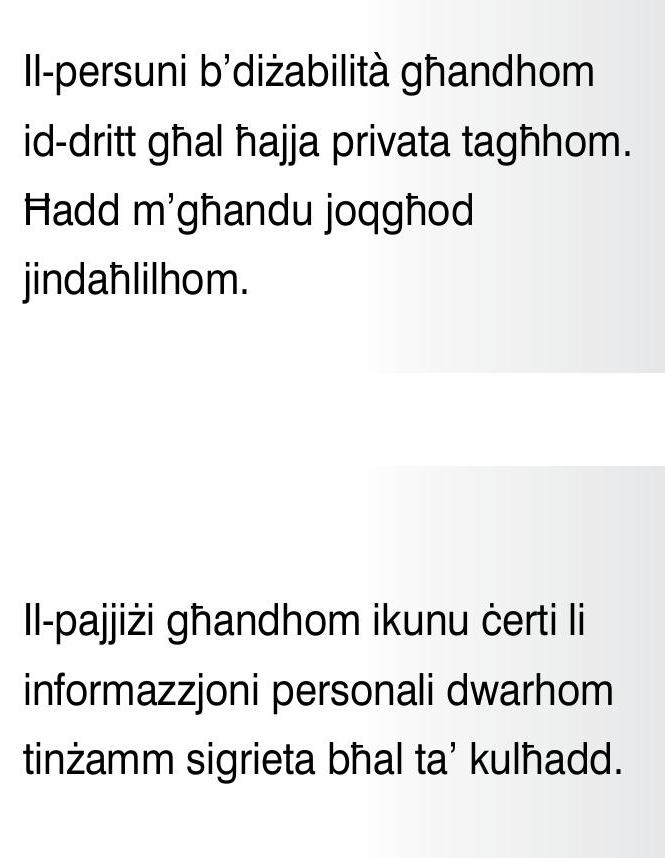 Il-persuni b’diżabilità għandhom
id-dritt għal ħajja privata tagħhom.
Ħadd m’għandu joqgħod
jindaħlilhom.
Il-pajjiżi għandhom ikunu ċerti li
informazzjoni personali dwarhom
tinżamm sigrieta bħal ta’ kulħadd.